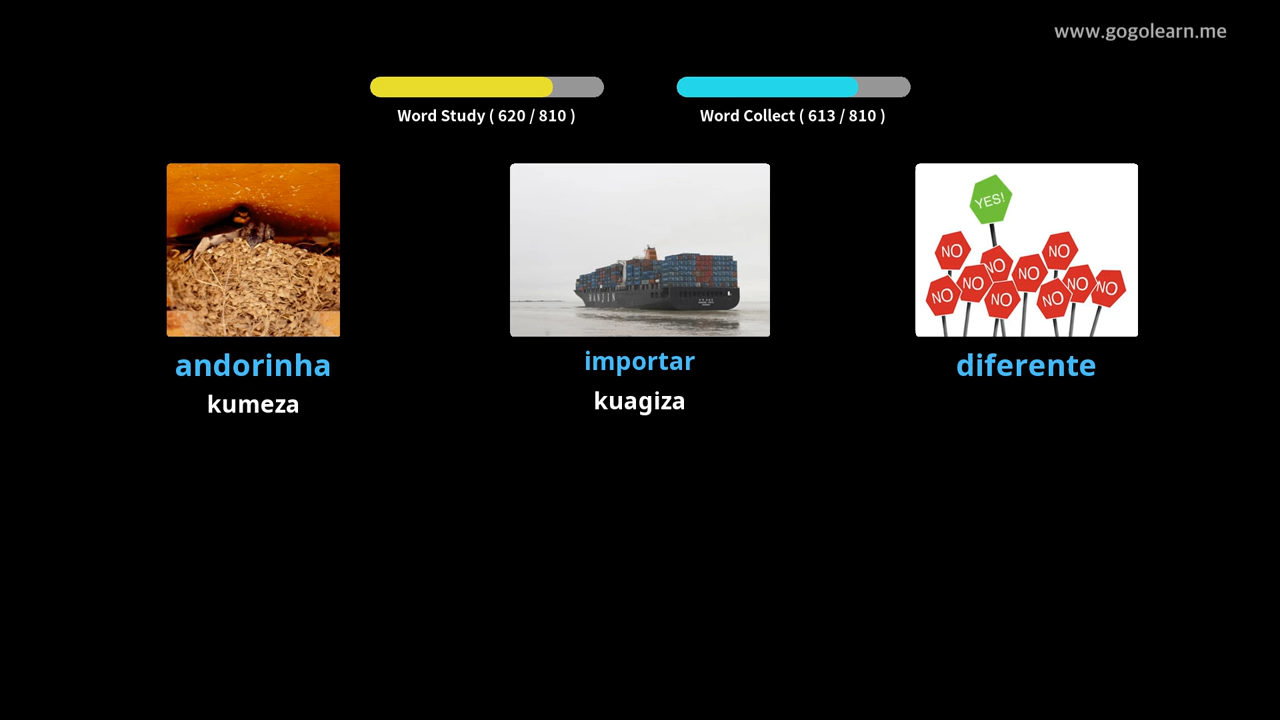 www.gogolearn.me
Word Study ( 620 / 810 )
Word Collect ( 613 / 810 )
YES!
NO
NO
NO
NO
NO
NO
NO
NO
NO
NO
HANJIN
andorinha
importar
diferente
kumeza
kuagiza